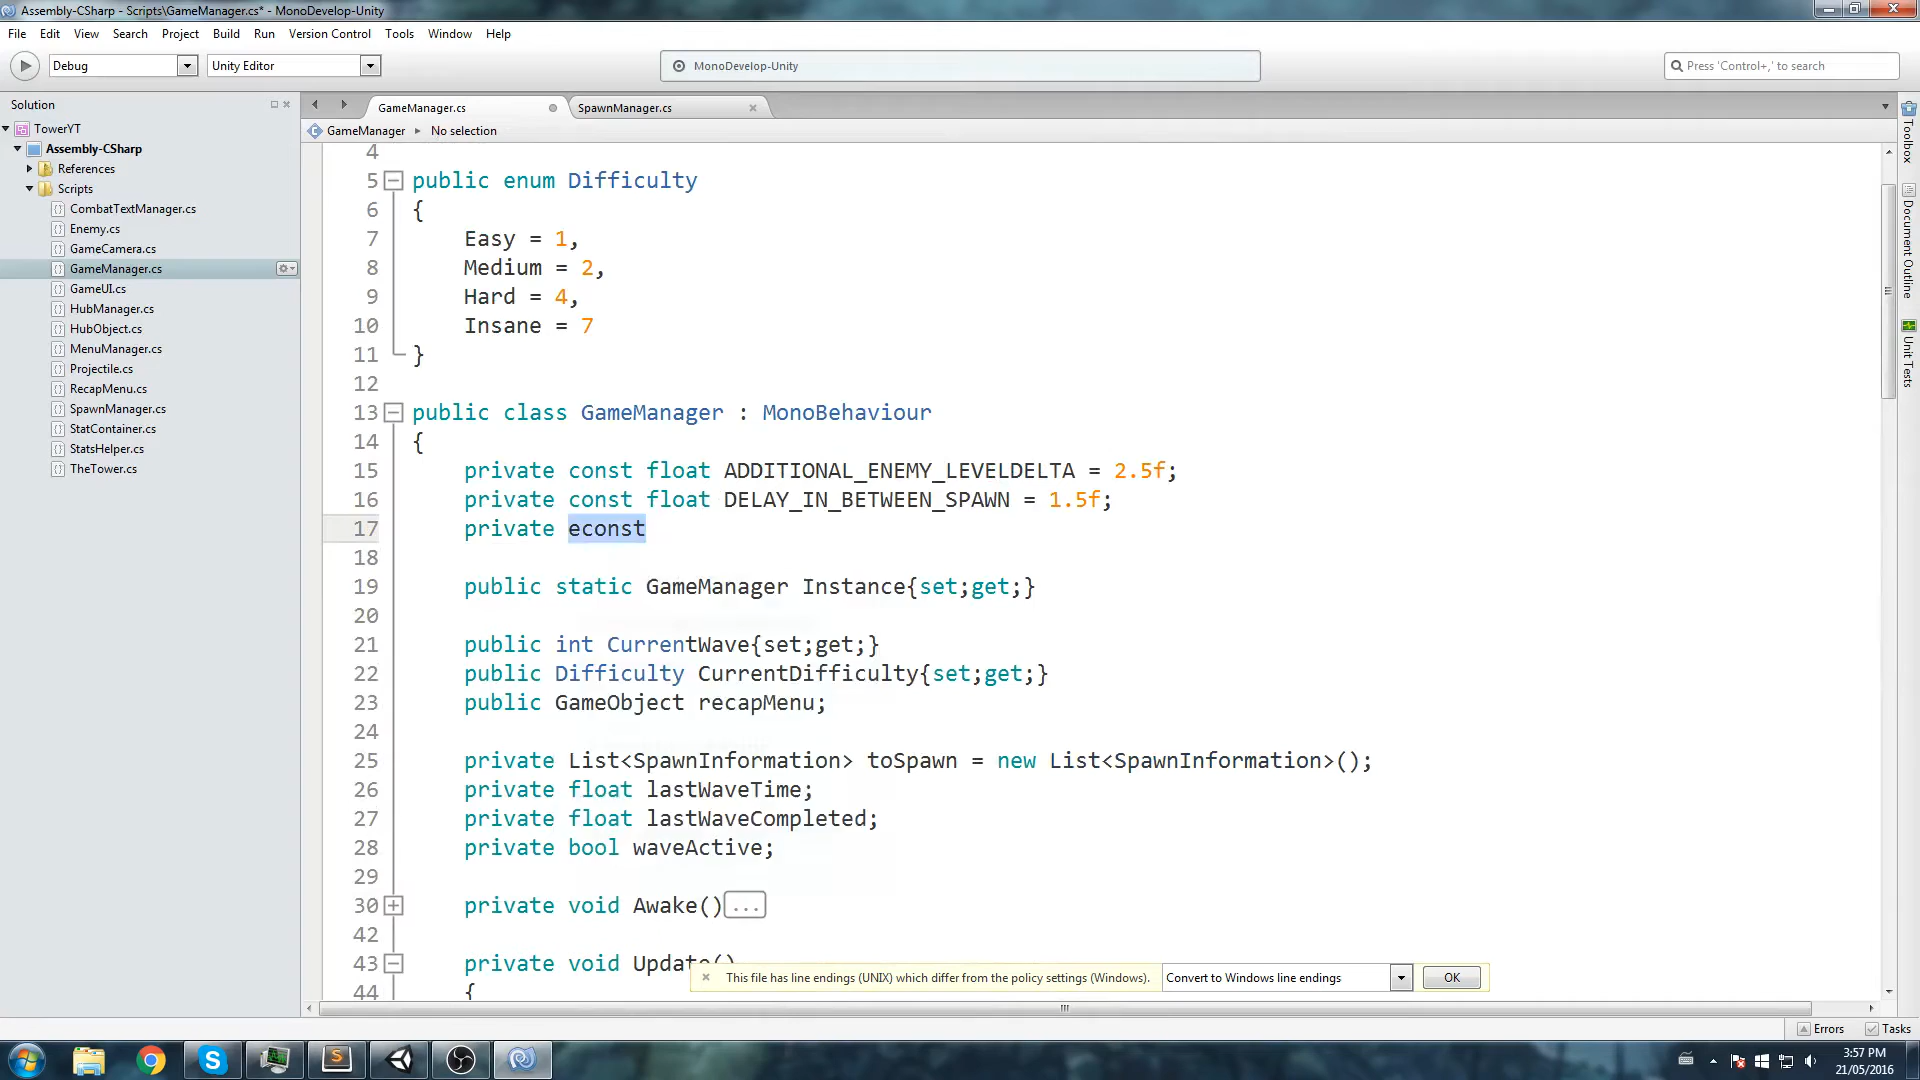 Assembly-CSharp - Scripts\GameManager.cs* - MonoDevelop-Unity
File Edit View Search Project Build Run Version Control Tools Window Help
Debug Unity Editor MonoDevelop-Unity Press 'Control+,' to search
Solution
TowerYT
Assembly-CSharp
References
Scripts
CombatTextManager.cs
Enemy.cs
GameCamera.cs
GameManager.cs
GameUI.cs
HubManager.cs
HubObject.cs
MenuManager.cs
Projectile.cs
RecapMenu.cs
SpawnManager.cs
StatContainer.cs
StatsHelper.cs
TheTower.cs
GameManager.cs SpawnManager.cs
GameManager No selection
4
5 public enum Difficulty
6 {
7 Easy = 1,
8 Medium = 2,
9 Hard = 4,
10 Insane = 7
11 }
12
13 public class GameManager : MonoBehaviour
14 {
15 private const float ADDITIONAL_ENEMY_LEVELDELTA = 2.5f;
16 private const float DELAY_IN_BETWEEN_SPAWN = 1.5f;
17 private econst
18
19 public static GameManager Instance{set;get;}
20
21 public int CurrentWave{set;get;}
22 public Difficulty CurrentDifficulty{set;get;}
23 public GameObject recapMenu;
24
25 private List<SpawnInformation> toSpawn = new List<SpawnInformation>();
26 private float lastWaveTime;
27 private float lastWaveCompleted;
28 private bool waveActive;
29
30 private void Awake()...
42
43 private void Update()
44 {
This file has line endings (UNIX) which differ from the policy settings (Windows). Convert to Windows line endings OK
Toolbox
Document Outline
Unit Tests
Errors Tasks
3:57 PM
21/05/2016